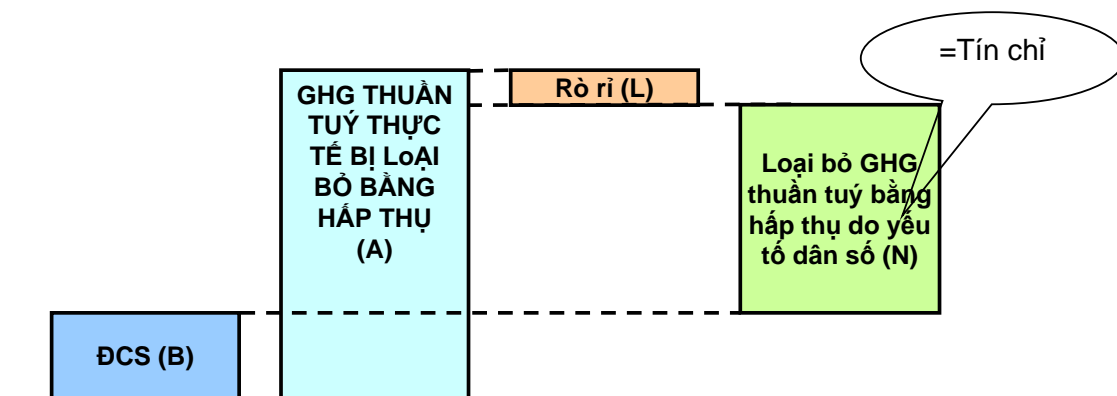 =Tín chỉ
GHG THUẦN
TUÝ THỰC
TẾ BỊ LoẠI
BỎ BẰNG
HẤP THỤ
(A)
Rò rỉ (L)
Loại bỏ GHG
thuần tuý bằng
hấp thụ do yếu
tố dân số (N)
ĐCS (B)